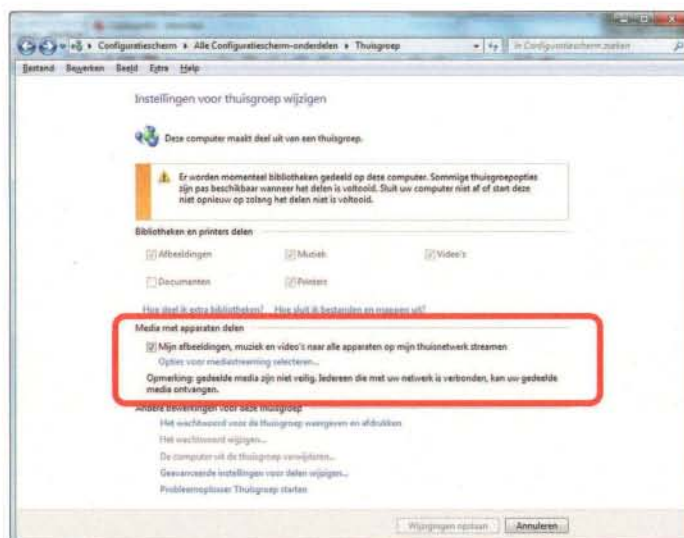 Configuratiescherm ▸ Alle Configuratiescherm-onderdelen ▸ Thuisgroep
In Configuratiescherm zoeken
Bestand Bewerken Beeld Extra Help
Instellingen voor thuisgroep wijzigen
Deze computer maakt deel uit van een thuisgroep.
Er worden momenteel bibliotheken gedeeld op deze computer. Sommige thuisgroepopties
zijn pas beschikbaar wanneer het delen is voltooid. Sluit uw computer niet af of start deze
niet opnieuw op zolang het delen niet is voltooid.
Bibliotheken en printers delen
Afbeeldingen Muziek Video's
Documenten Printers
Hoe deel ik extra bibliotheken? Hoe sluit ik bestanden en mappen uit?
Media met apparaten delen
Mijn afbeeldingen, muziek en video's naar alle apparaten op mijn thuisnetwerk streamen
Opties voor mediastreaming selecteren...
Opmerking: gedeelde media zijn niet veilig. Iedereen die met uw netwerk is verbonden, kan uw gedeelde
media ontvangen.
Andere bewerkingen voor deze thuisgroep
Het wachtwoord voor de thuisgroep weergeven en afdrukken
Het wachtwoord wijzigen...
De computer uit de thuisgroep verwijderen...
Geavanceerde instellingen voor delen wijzigen...
Probleemoplosser Thuisgroep starten
Wijzigingen opslaan Annuleren